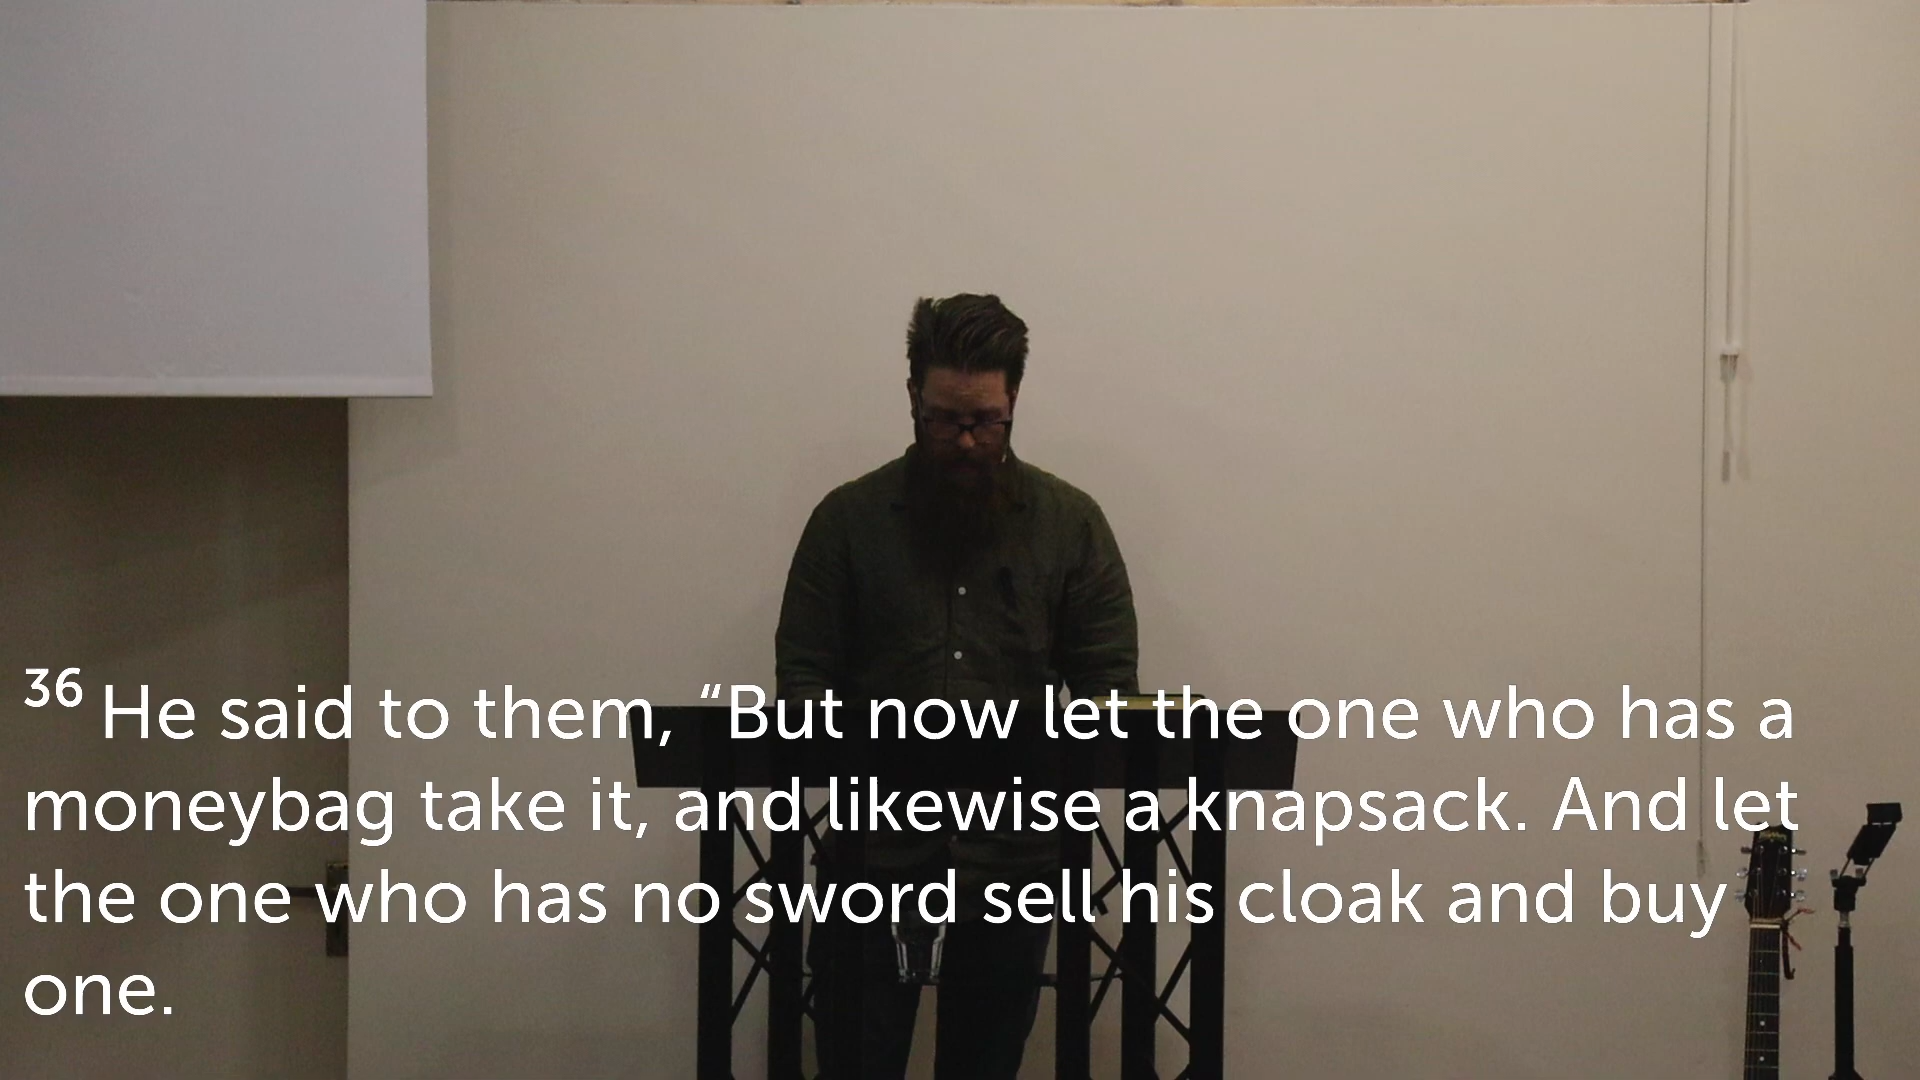 36 He said to them, “But now let the one who has a
moneybag take it, and likewise a knapsack. And let
the one who has no sword sell his cloak and buy
one.